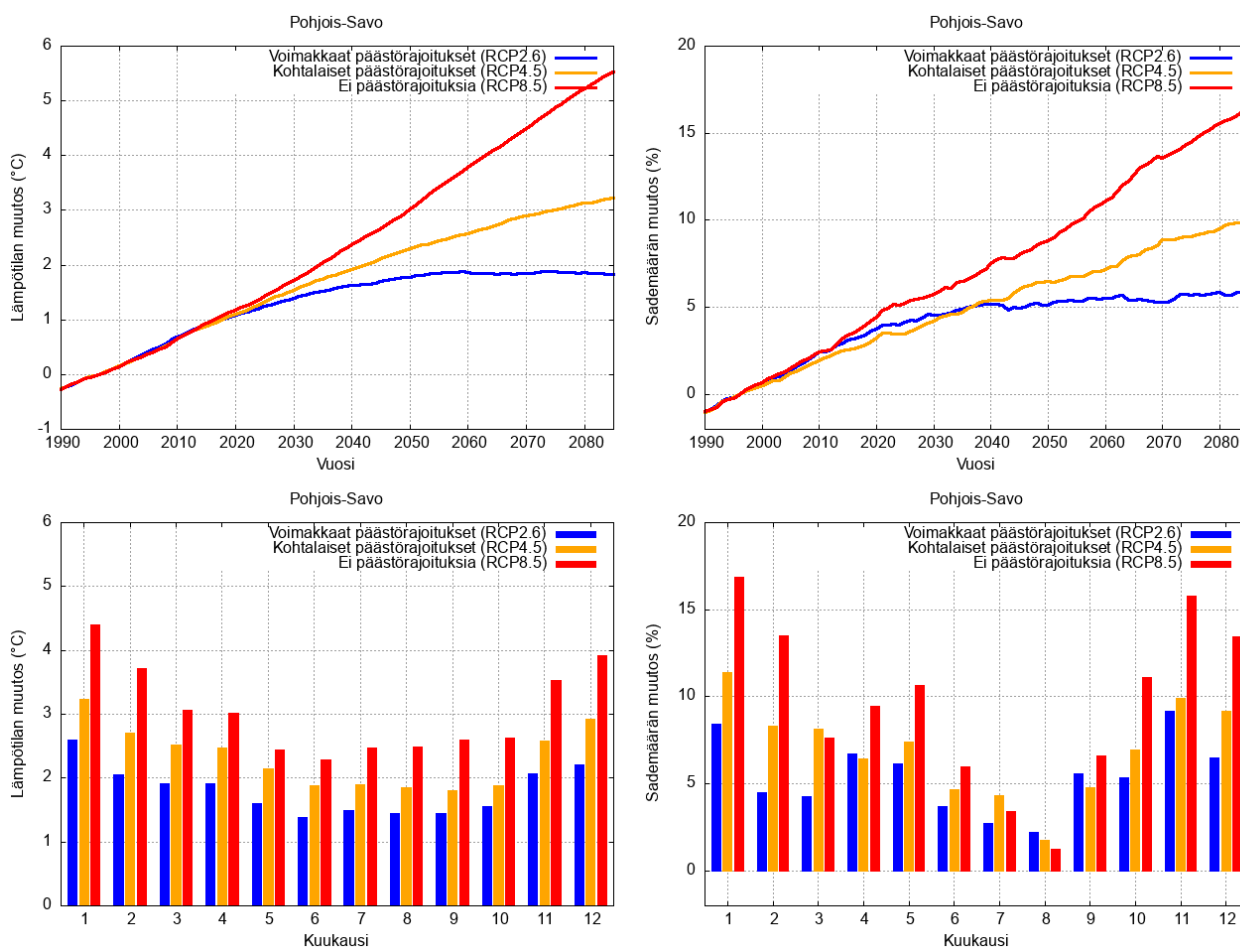 Pohjois-Savo
Voimakkaat päästörajoitukset (RCP2.6)
Kohtalaiset päästörajoitukset (RCP4.5)
Ei päästörajoituksia (RCP8.5)
Lämpötilan muutos (°C)
6
5
4
3
2
1
0
-1
1990 2000 2010 2020 2030 2040 2050 2060 2070 2080
Vuosi
Pohjois-Savo
Voimakkaat päästörajoitukset (RCP2.6)
Kohtalaiset päästörajoitukset (RCP4.5)
Ei päästörajoituksia (RCP8.5)
Sademäärän muutos (%)
20
15
10
5
0
1990 2000 2010 2020 2030 2040 2050 2060 2070 2080
Vuosi
Pohjois-Savo
Voimakkaat päästörajoitukset (RCP2.6)
Kohtalaiset päästörajoitukset (RCP4.5)
Ei päästörajoituksia (RCP8.5)
Lämpötilan muutos (°C)
6
5
4
3
2
1
0
1 2 3 4 5 6 7 8 9 10 11 12
Kuukausi
Pohjois-Savo
Voimakkaat päästörajoitukset (RCP2.6)
Kohtalaiset päästörajoitukset (RCP4.5)
Ei päästörajoituksia (RCP8.5)
Sademäärän muutos (%)
20
15
10
5
0
1 2 3 4 5 6 7 8 9 10 11 12
Kuukausi